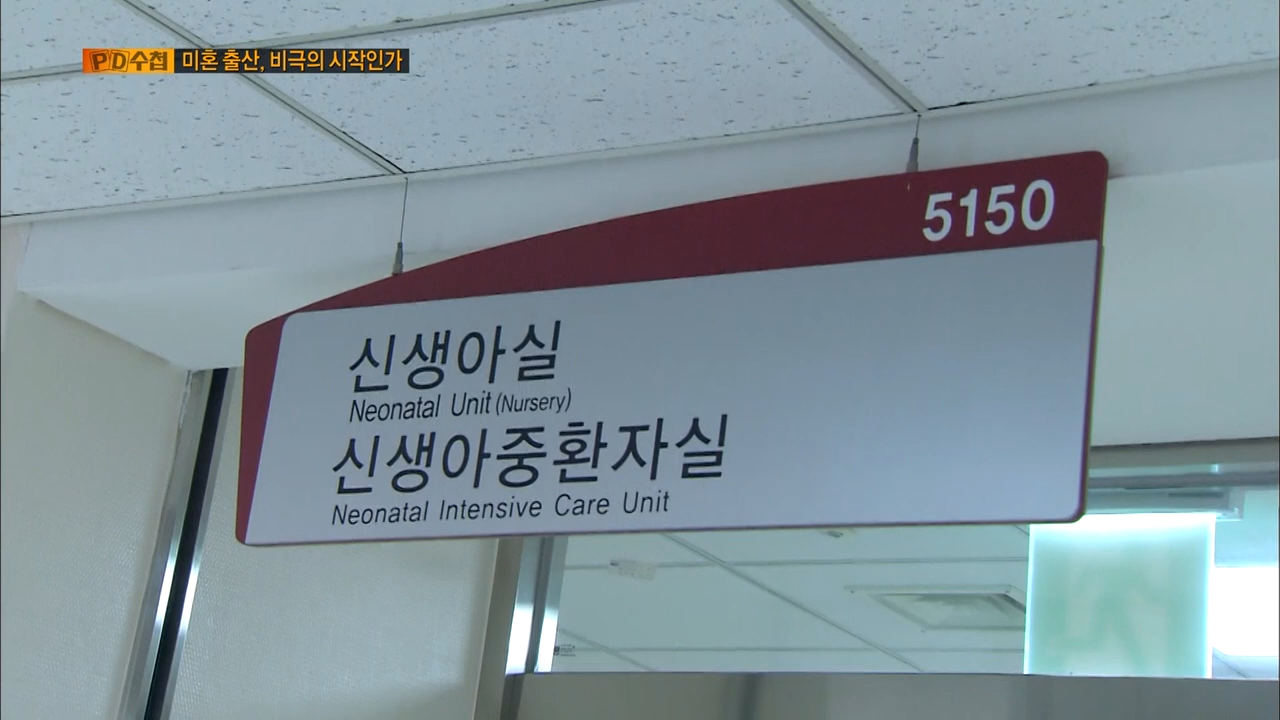 PD수첩 미혼 출산, 비극의 시작인가
5150
신생아실
Neonatal Unit (Nursery)
신생아중환자실
Neonatal Intensive Care Unit